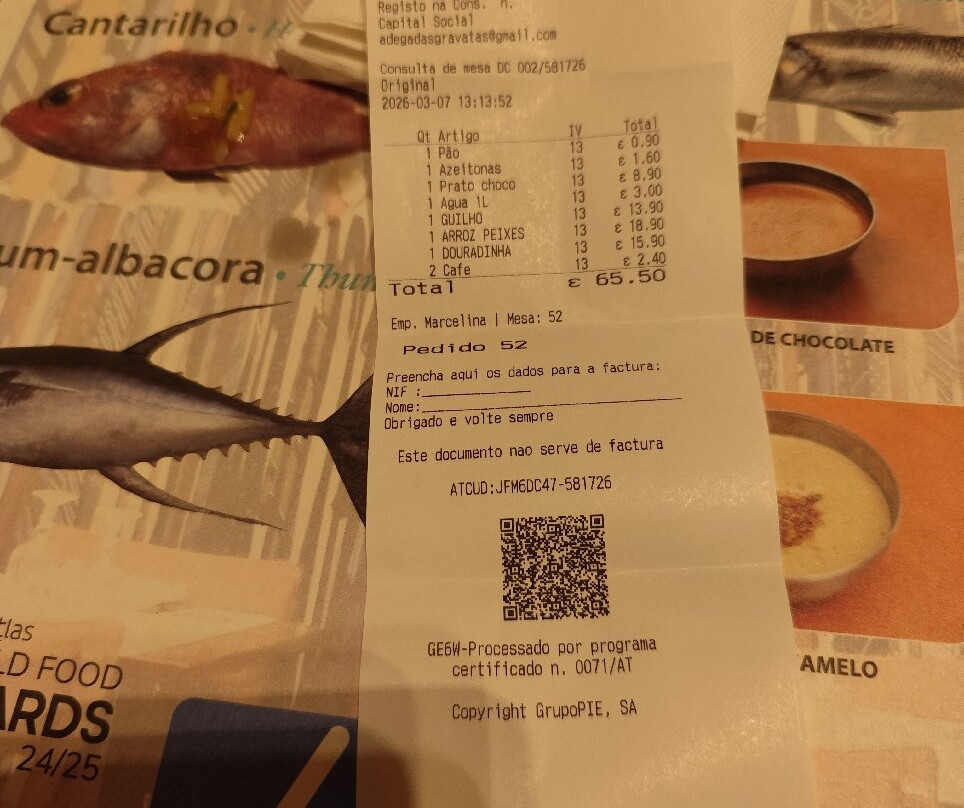 Cantarilho •
um-albacora • Thun
tlas
LD FOOD
ARDS
24/25
Registo na Cons. n.
Capital Social
adegadasgravatas@gmail.com
Consulta de mesa DC 002/581726
Original
2026-03-07 13:13:52
Qt Artigo IV Total
1 Pão 13 € 0.90
1 Azeitonas 13 € 1.60
1 Prato choco 13 € 8.90
1 Agua 1L 13 € 3.00
1 GUILHO 13 € 13.90
1 ARROZ PEIXES 13 € 18.90
1 DOURADINHA 13 € 15.90
2 Cafe 13 € 2.40
Total € 65.50
Emp. Marcelina | Mesa: 52
Pedido 52
Preencha aqui os dados para a factura:
NIF :
Nome:
Obrigado e volte sempre
Este documento nao serve de factura
ATCUD:JFM6DC47-581726
GE6W-Processado por programa
certificado n. 0071/AT
Copyright GrupoPIE, SA
DE CHOCOLATE
AMELO